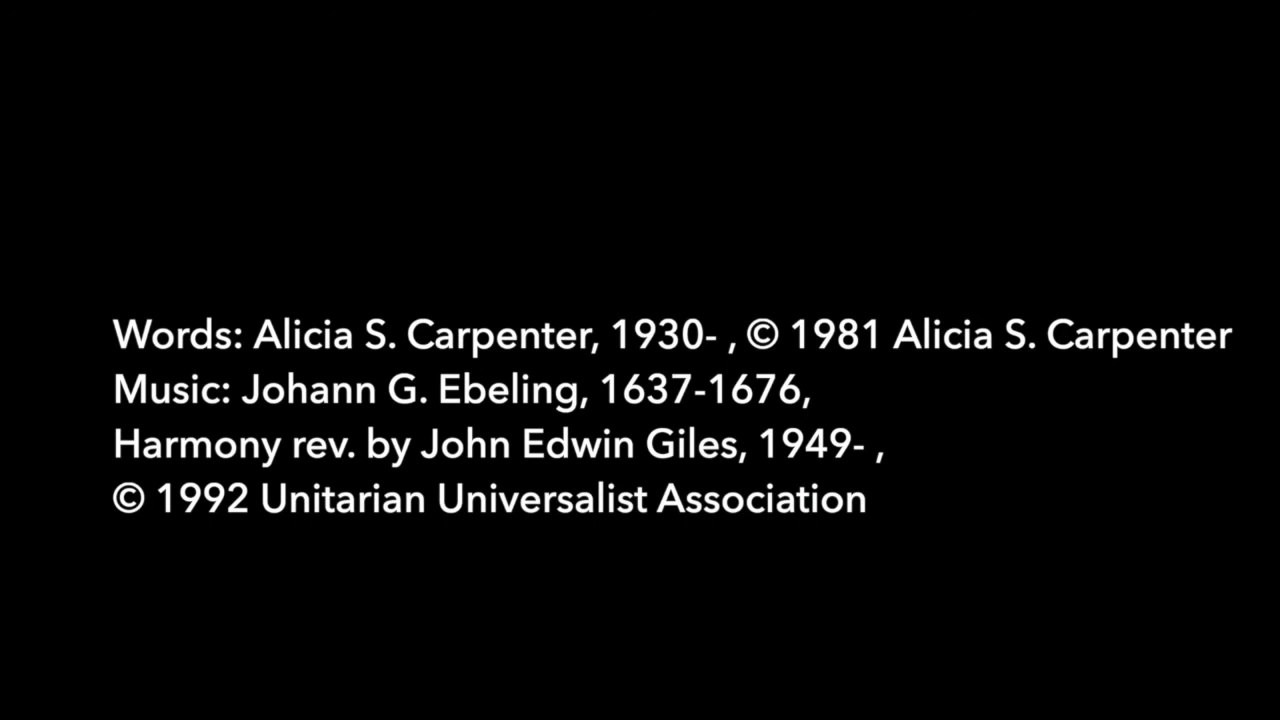 Words: Alicia S. Carpenter, 1930- , © 1981 Alicia S. Carpenter
Music: Johann G. Ebeling, 1637-1676,
Harmony rev. by John Edwin Giles, 1949- ,
© 1992 Unitarian Universalist Association